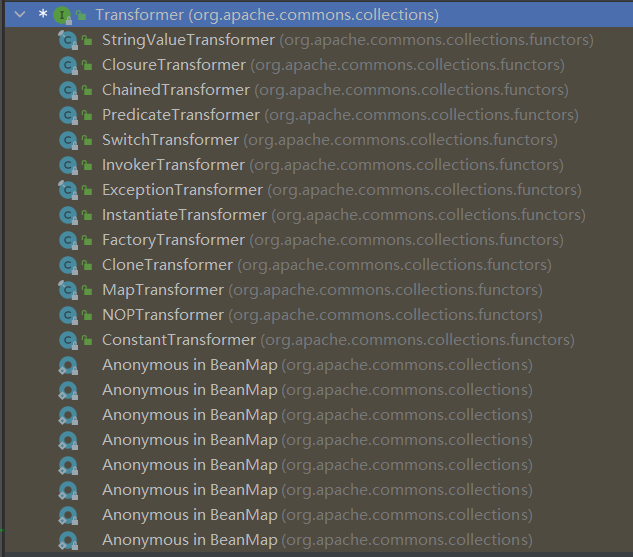 Transformer (org.apache.commons.collections)
StringValueTransformer (org.apache.commons.collections.functors)
ClosureTransformer (org.apache.commons.collections.functors)
ChainedTransformer (org.apache.commons.collections.functors)
PredicateTransformer (org.apache.commons.collections.functors)
SwitchTransformer (org.apache.commons.collections.functors)
InvokerTransformer (org.apache.commons.collections.functors)
ExceptionTransformer (org.apache.commons.collections.functors)
InstantiateTransformer (org.apache.commons.collections.functors)
FactoryTransformer (org.apache.commons.collections.functors)
CloneTransformer (org.apache.commons.collections.functors)
MapTransformer (org.apache.commons.collections.functors)
NOPTransformer (org.apache.commons.collections.functors)
ConstantTransformer (org.apache.commons.collections.functors)
Anonymous in BeanMap (org.apache.commons.collections)
Anonymous in BeanMap (org.apache.commons.collections)
Anonymous in BeanMap (org.apache.commons.collections)
Anonymous in BeanMap (org.apache.commons.collections)
Anonymous in BeanMap (org.apache.commons.collections)
Anonymous in BeanMap (org.apache.commons.collections)
Anonymous in BeanMap (org.apache.commons.collections)
Anonymous in BeanMap (org.apache.commons.collections)